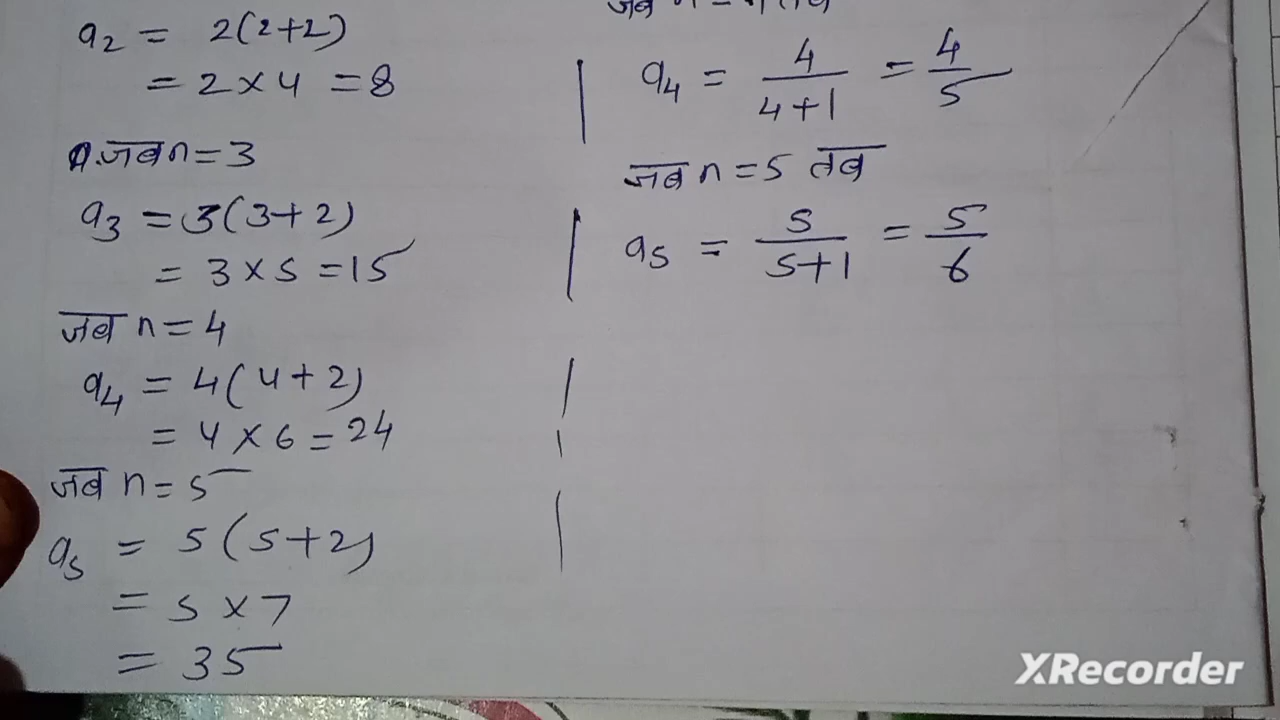 a₂ = 2(2+2)
= 2 × 4 = 8
जब n = 3
a₃ = 3(3+2)
= 3 × 5 = 15
जब n = 4
a₄ = 4(4+2)
= 4 × 6 = 24
जब n = 5
a₅ = 5(5+2)
= 5 × 7
= 35
a₄ = 4/(4+1) = 4/5
जब n = 5 तब
a₅ = 5/(5+1) = 5/6
XRecorder